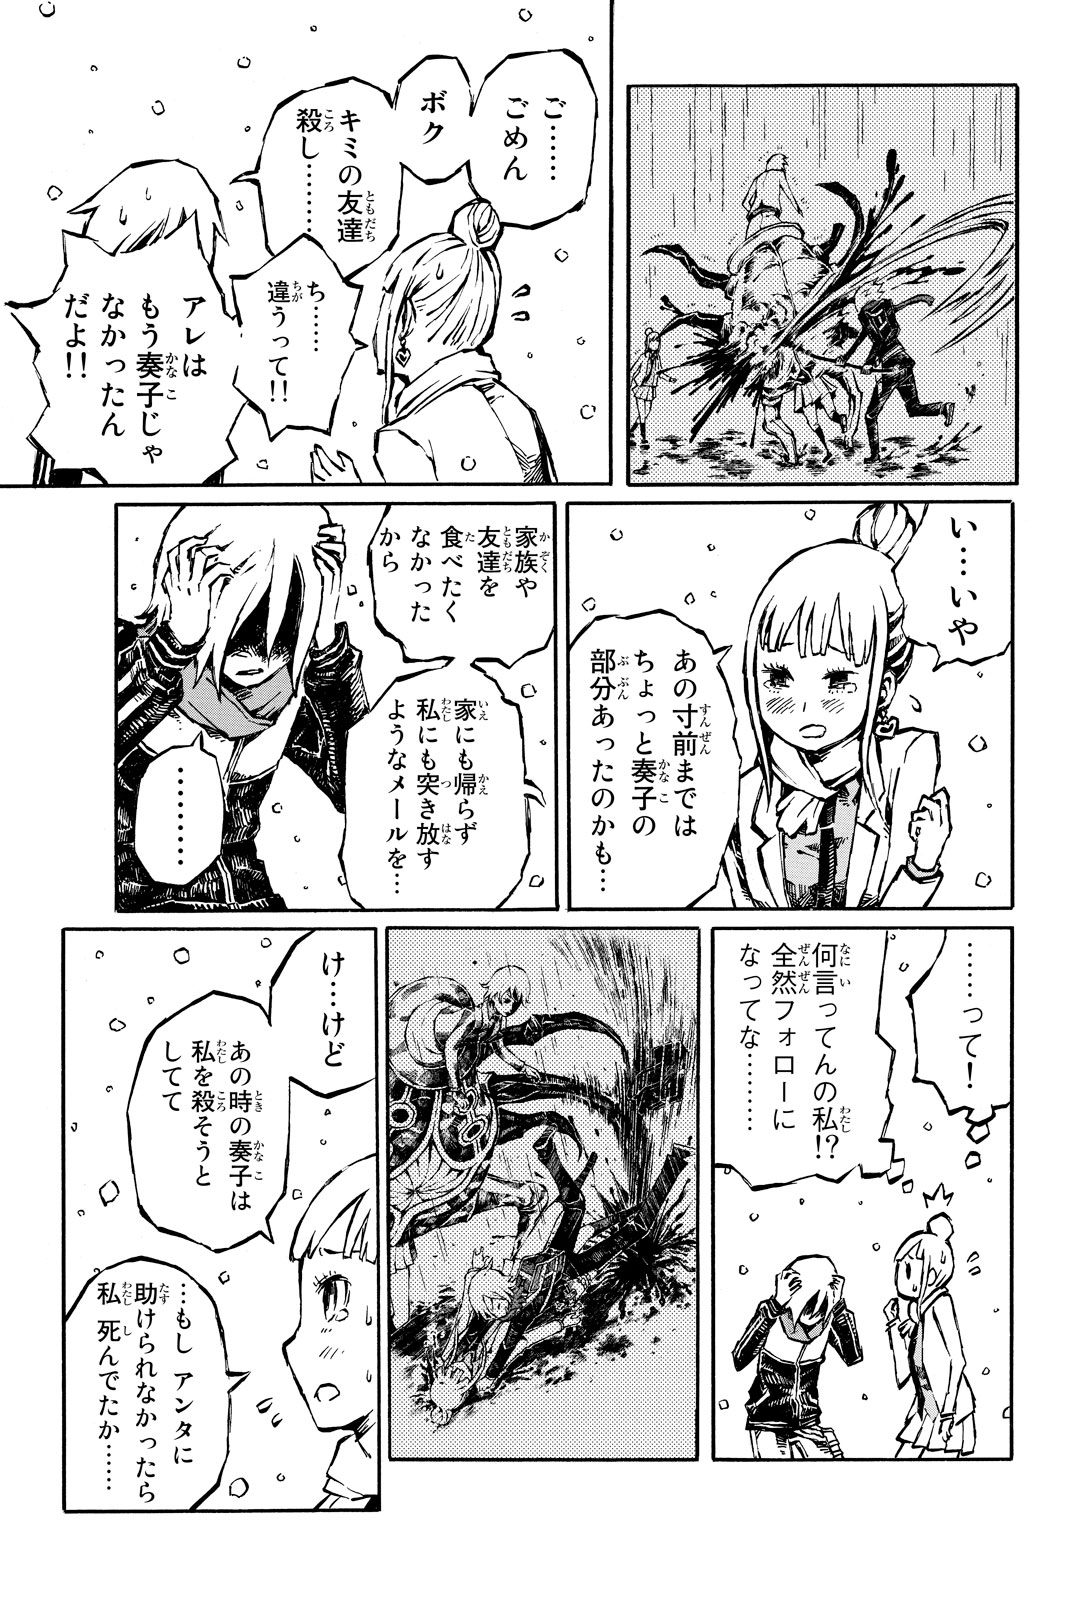 ご……
ごめん
ボク
キミの友達
殺し………
ち……
違うって!!
アレは
もう奏子じゃ
なかったん
だよ!!
い…いや
あの寸前までは
ちょっと奏子の
部分あったのかも…
家族や
友達を
食べたく
なかった
から
家にも帰らず
私にも突き放す
ようなメールを…
………
……って!
何言ってんの私!?
全然フォローに
なってな………
け…けど
あの時の奏子は
私を殺そうと
してて
…もし アンタに
助けられなかったら
私 死んでたか……